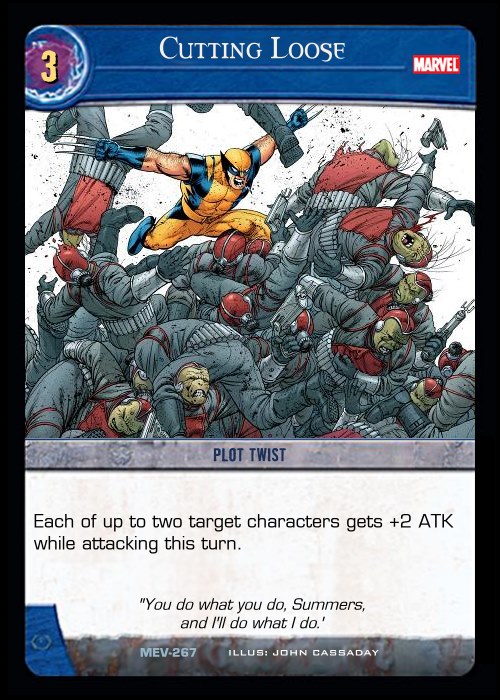 3
CUTTING LOOSE
MARVEL
PLOT TWIST
Each of up to two target characters gets +2 ATK
while attacking this turn.
"You do what you do, Summers,
and I'll do what I do.'
MEV-267 ILLUS: JOHN CASSADAY